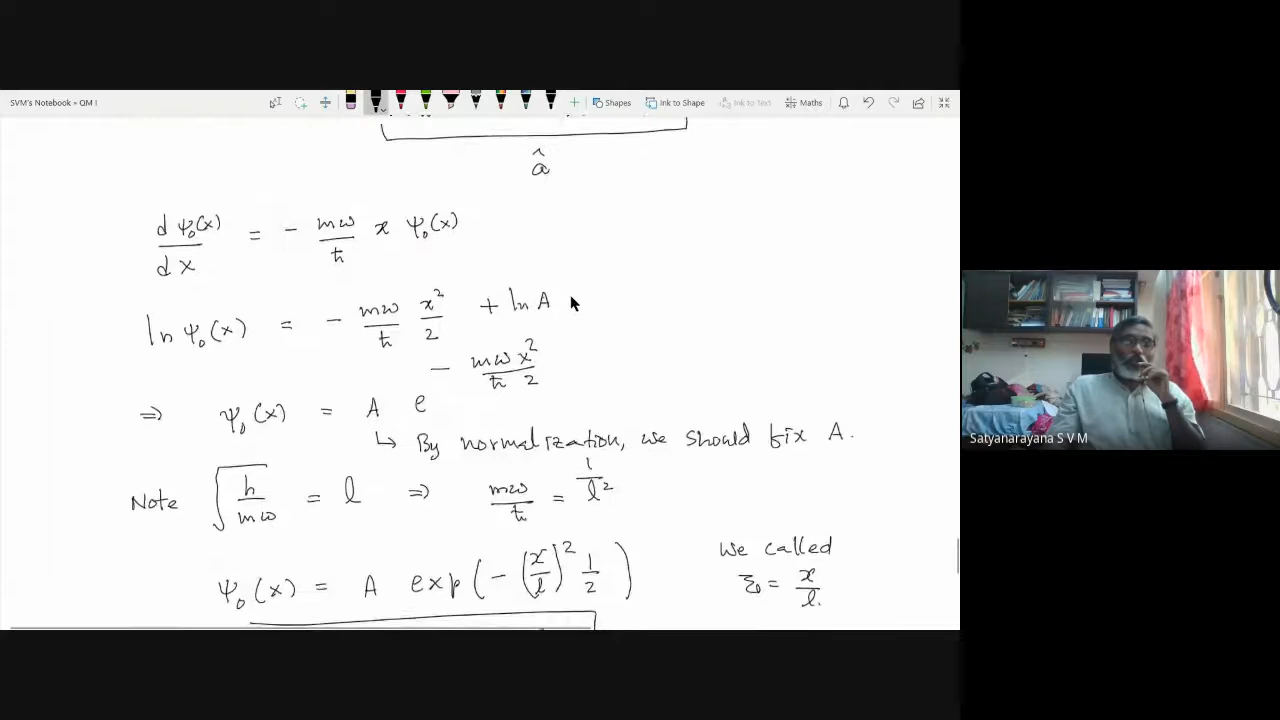 SVM's Notebook » QM I
Shapes
Ink to Shape
Ink to Text
Maths
â
d ψ₀(x) / dx = − mω/ħ x ψ₀(x)
ln ψ₀(x) = − mω/ħ x²/2 + ln A
⇒ ψ₀(x) = A e^(− mω/ħ x²/2)
↳ By normalization, we should fix A.
Note √(h/mω) = l ⇒ mω/ħ = 1/l²
ψ₀(x) = A exp(− (x/l)² 1/2)
We called
ξ = x/l.
Satyanarayana S V M